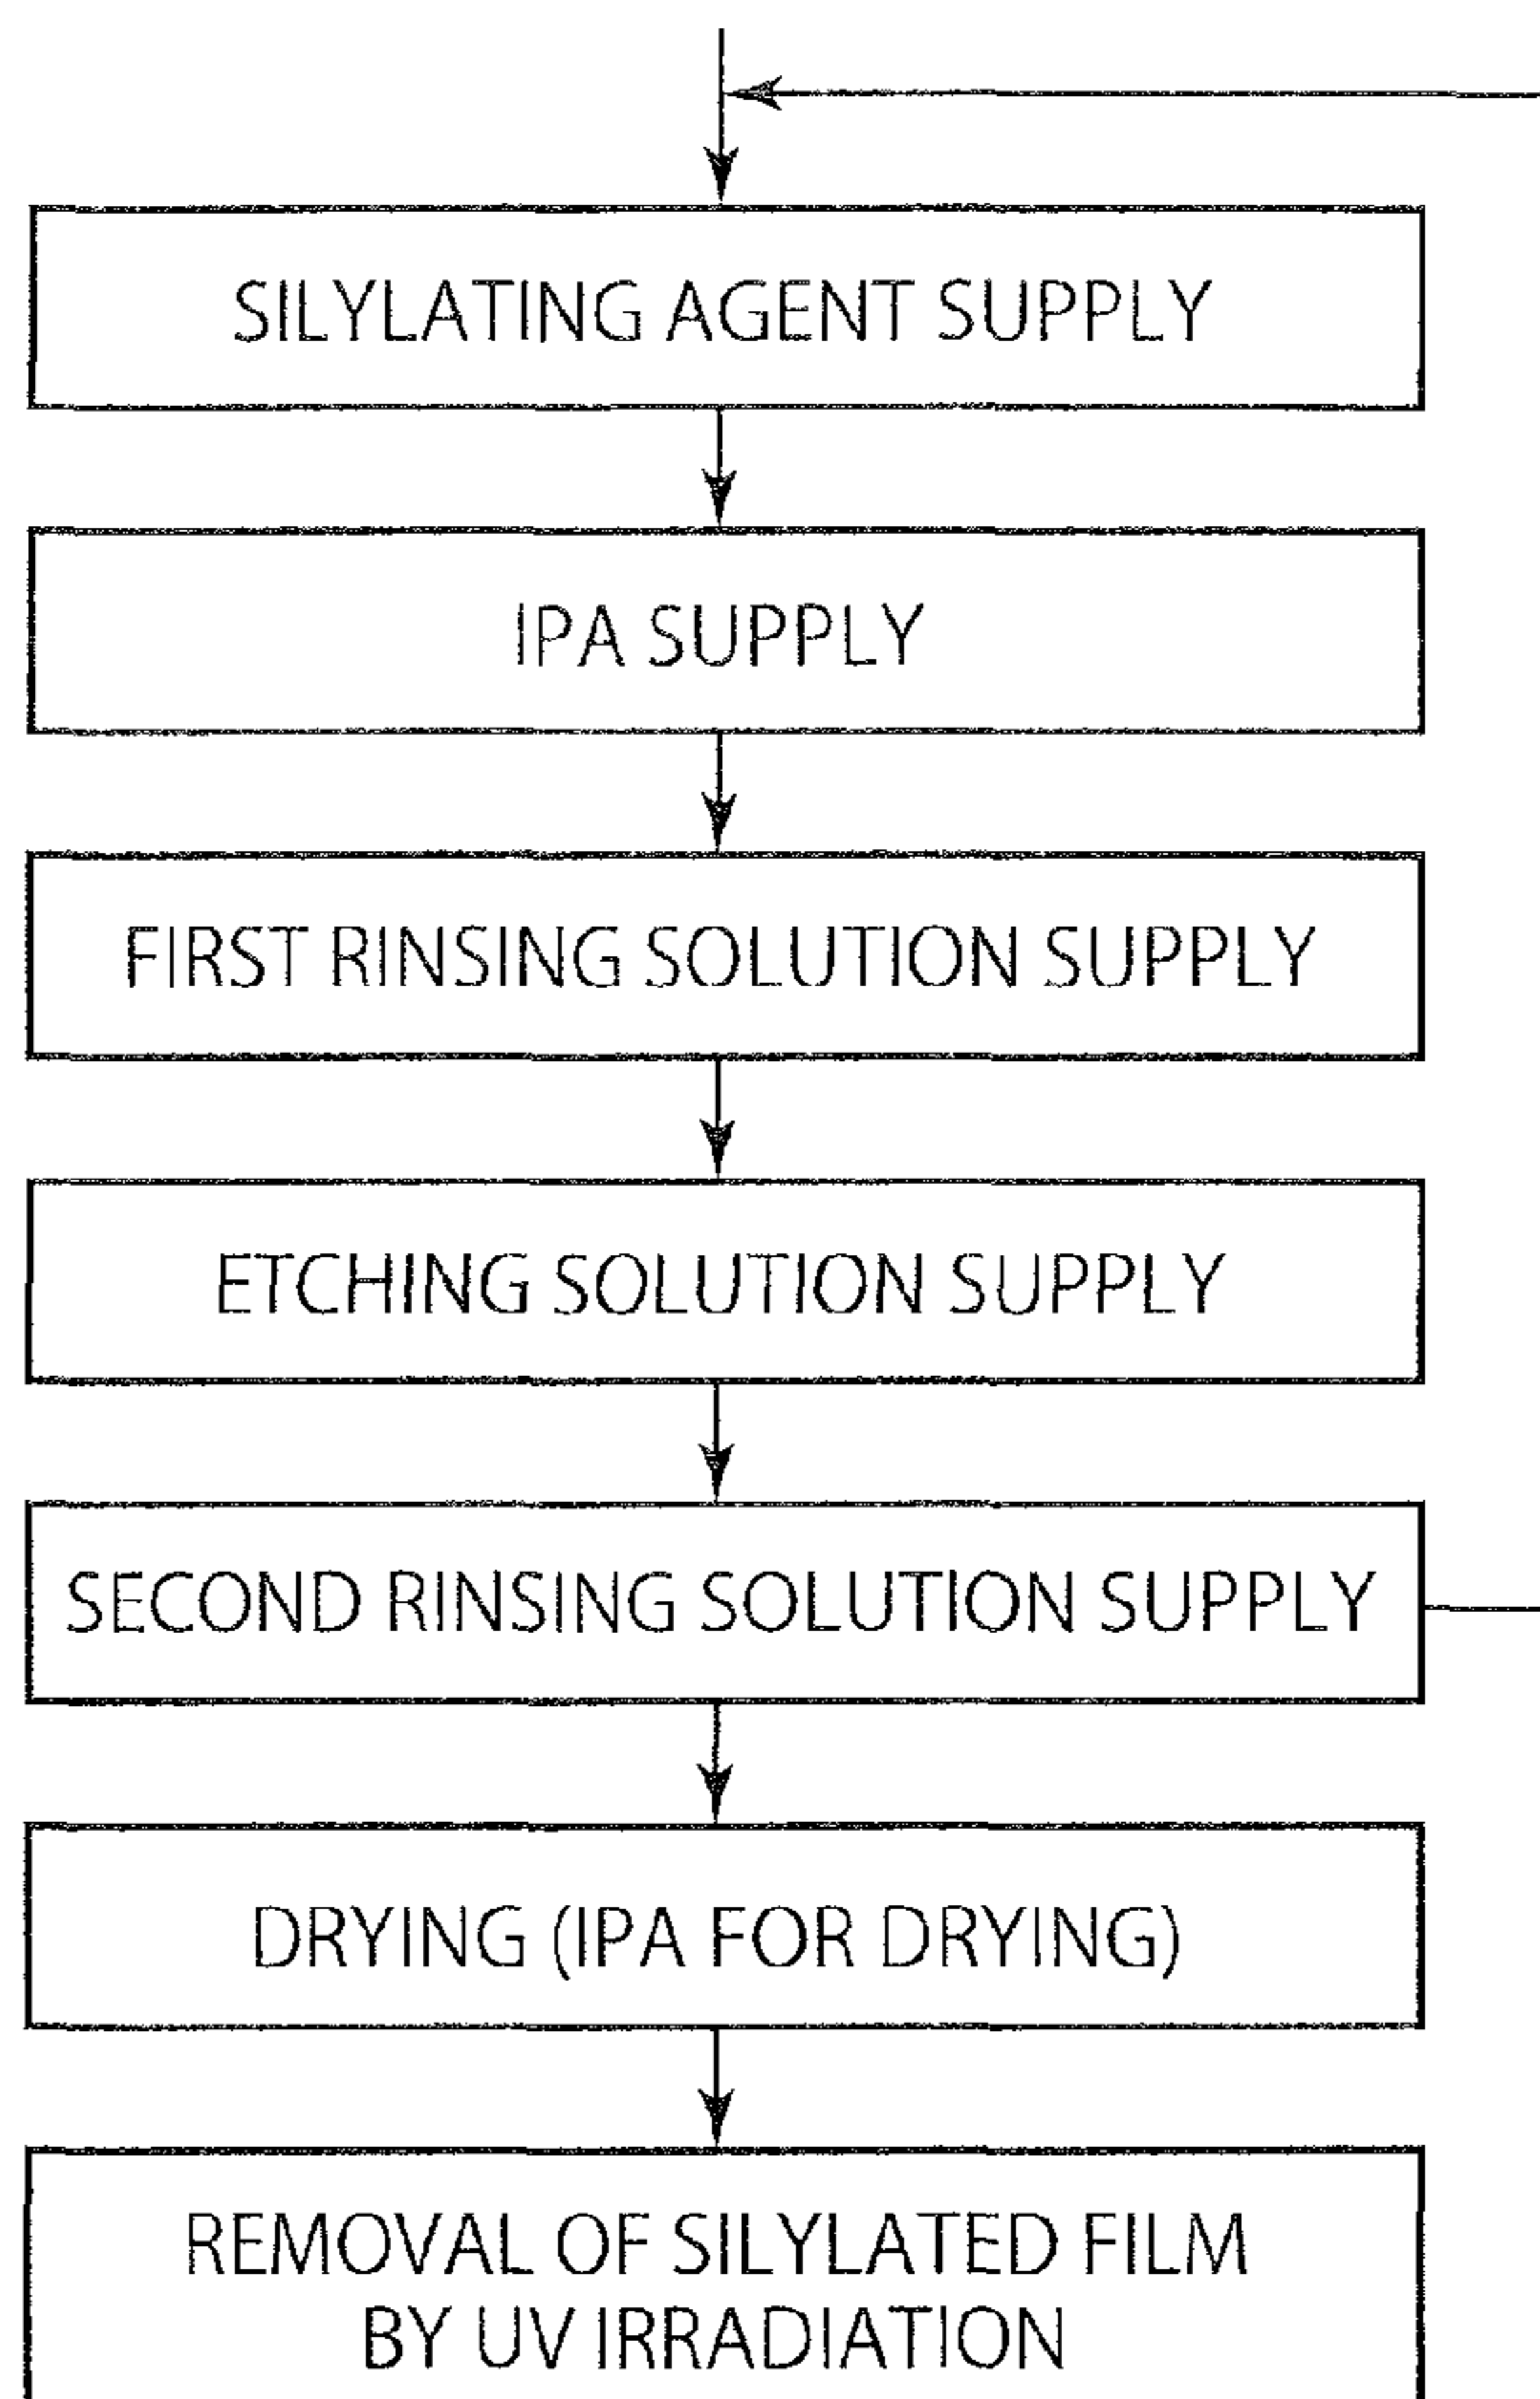 SILYLATING AGENT SUPPLY
IPA SUPPLY
FIRST RINSING SOLUTION SUPPLY
ETCHING SOLUTION SUPPLY
SECOND RINSING SOLUTION SUPPLY
DRYING (IPA FOR DRYING)
REMOVAL OF SILYLATED FILM
BY UV IRRADIATION